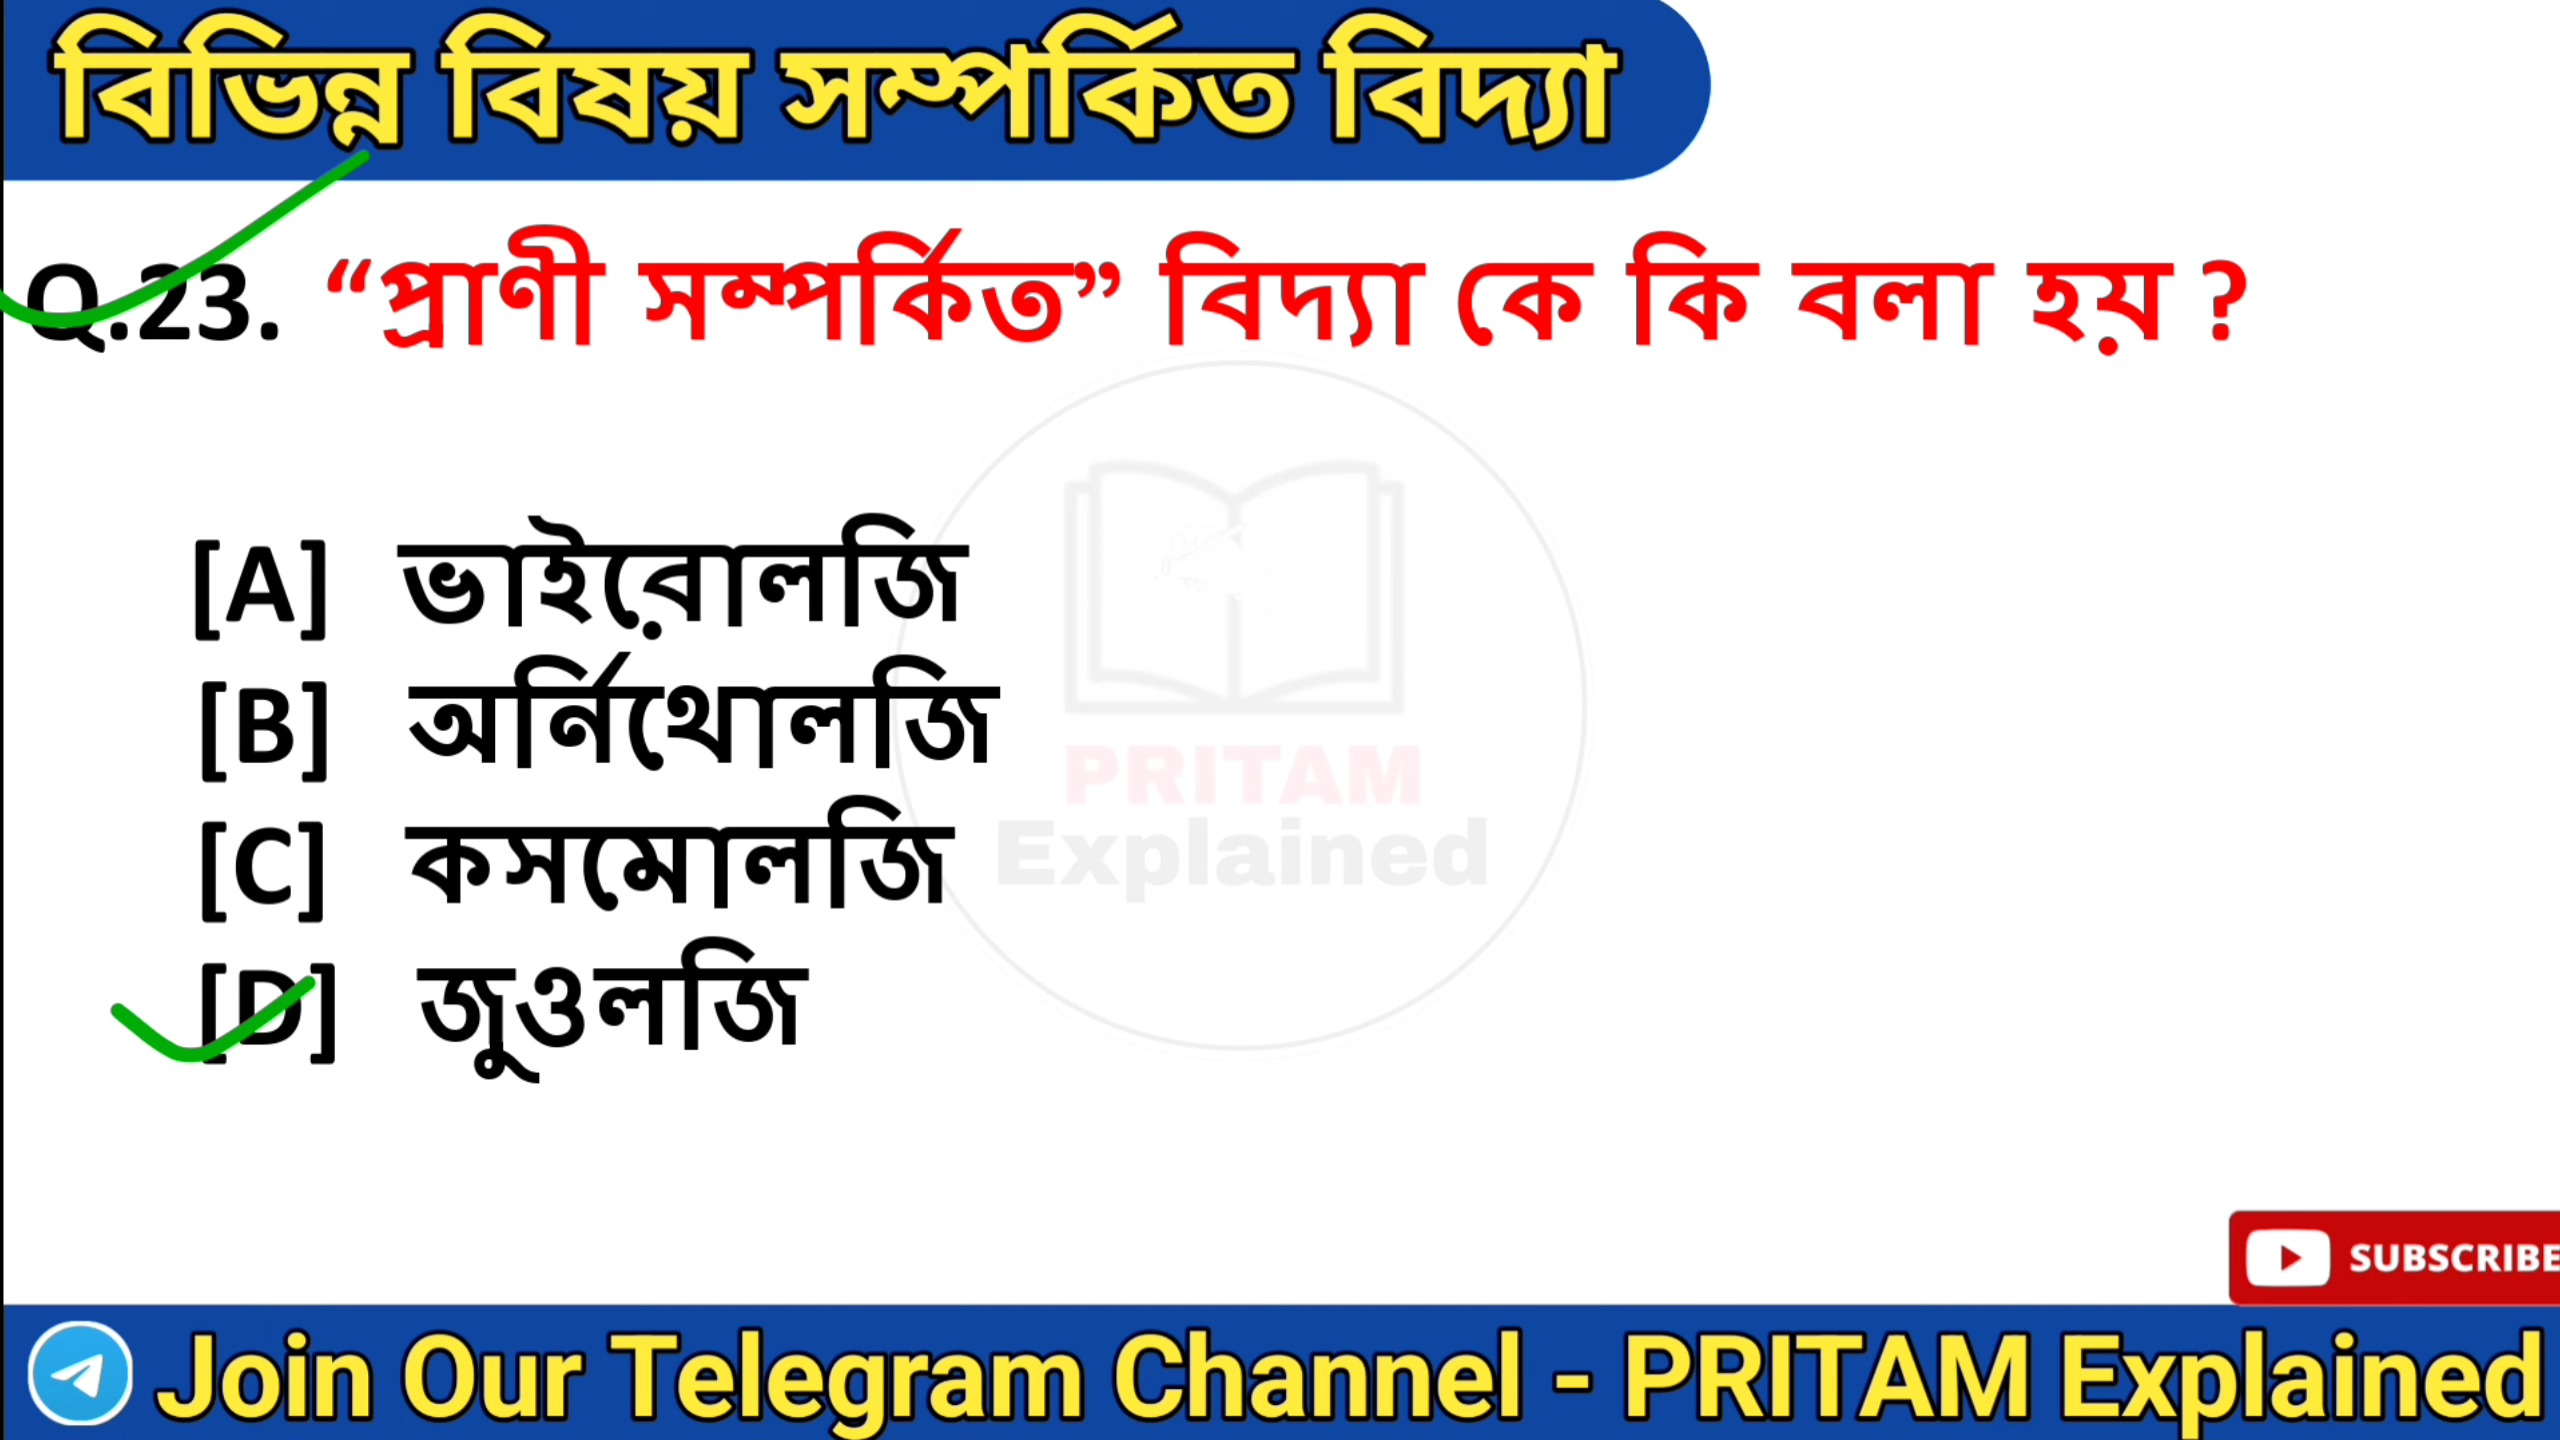 বিভিন্ন বিষয় সম্পর্কিত বিদ্যা
Q.23. “প্রাণী সম্পর্কিত” বিদ্যা কে কি বলা হয় ?
[A] ভাইরোলজি
[B] অর্নিথোলজি
[C] কসমোলজি
[D] জুওলজি
PRITAM
Explained
SUBSCRIBE
Join Our Telegram Channel - PRITAM Explained